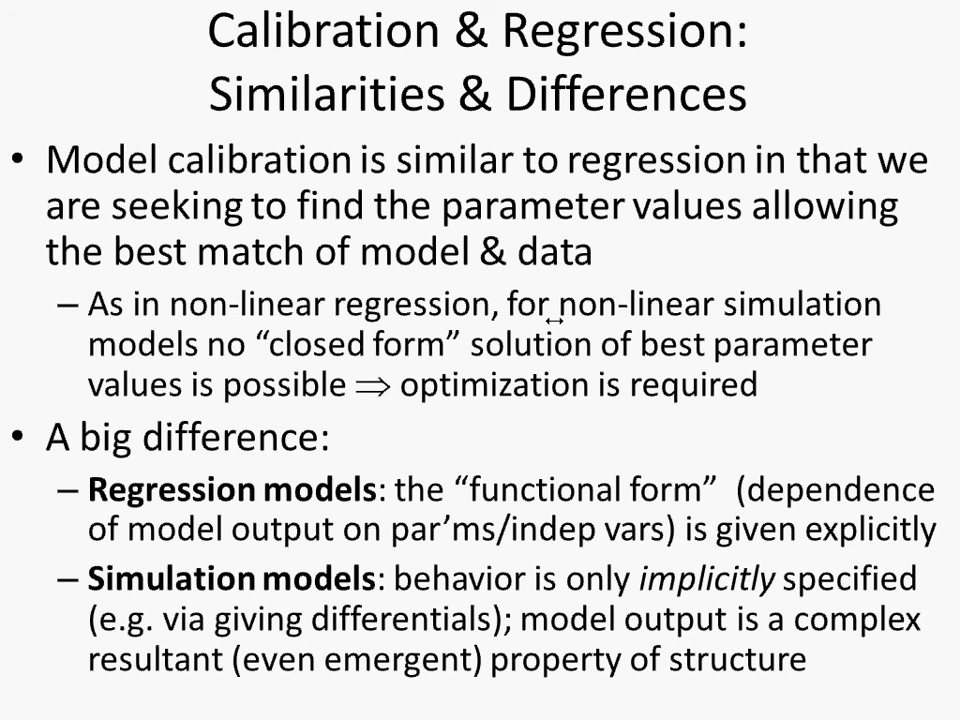 Calibration & Regression:
Similarities & Differences
• Model calibration is similar to regression in that we
are seeking to find the parameter values allowing
the best match of model & data
– As in non-linear regression, for non-linear simulation
models no “closed form” solution of best parameter
values is possible ⇒ optimization is required
• A big difference:
– Regression models: the “functional form” (dependence
of model output on par’ms/indep vars) is given explicitly
– Simulation models: behavior is only implicitly specified
(e.g. via giving differentials); model output is a complex
resultant (even emergent) property of structure